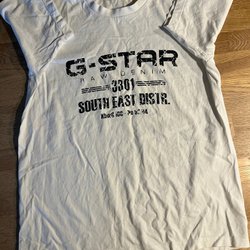 G-STAR
RAW DENIM
3301
SOUTH EAST DISTR.